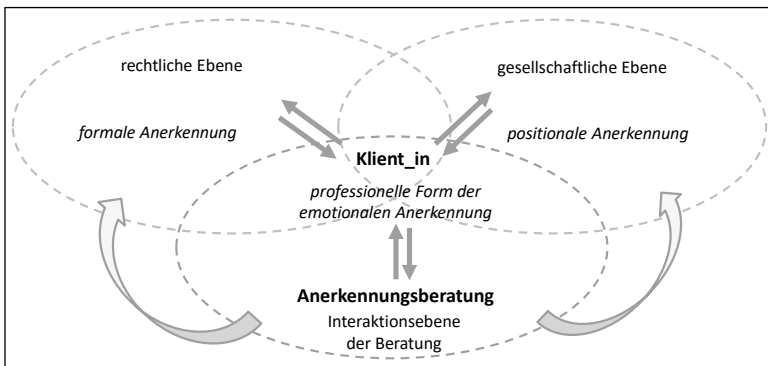 rechtliche Ebene
gesellschaftliche Ebene
formale Anerkennung
positionale Anerkennung
Klient_in
professionelle Form der
emotionalen Anerkennung
Anerkennungsberatung
Interaktionsebene
der Beratung